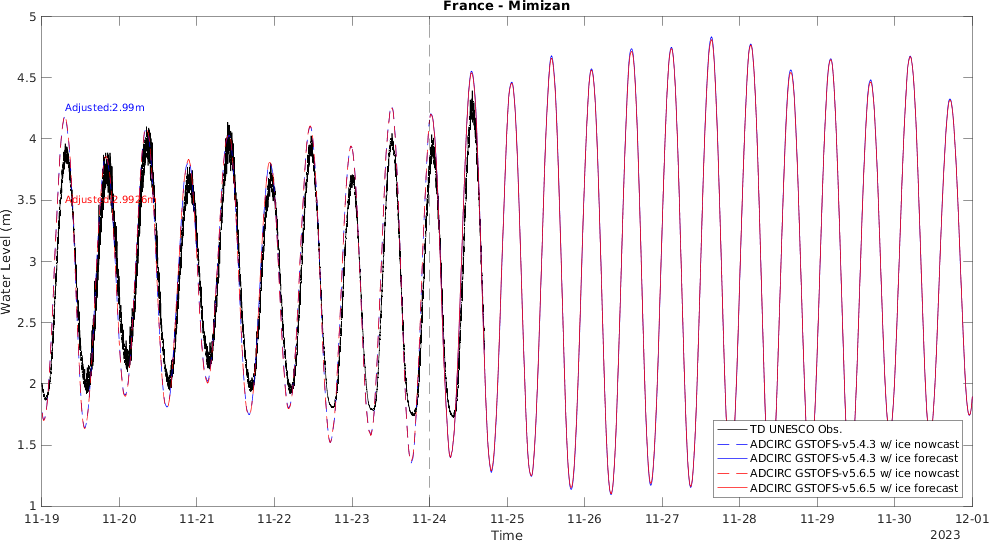 France - Mimizan
5
4.5
4
3.5
3
2.5
2
1.5
1
Water Level (m)
Adjusted:2.99m
Adjusted:2.9926m
TD UNESCO Obs.
ADCIRC GSTOFS-v5.4.3 w/ ice nowcast
ADCIRC GSTOFS-v5.4.3 w/ ice forecast
ADCIRC GSTOFS-v5.6.5 w/ ice nowcast
ADCIRC GSTOFS-v5.6.5 w/ ice forecast
11-19 11-20 11-21 11-22 11-23 11-24 11-25 11-26 11-27 11-28 11-29 11-30 12-01
Time
2023